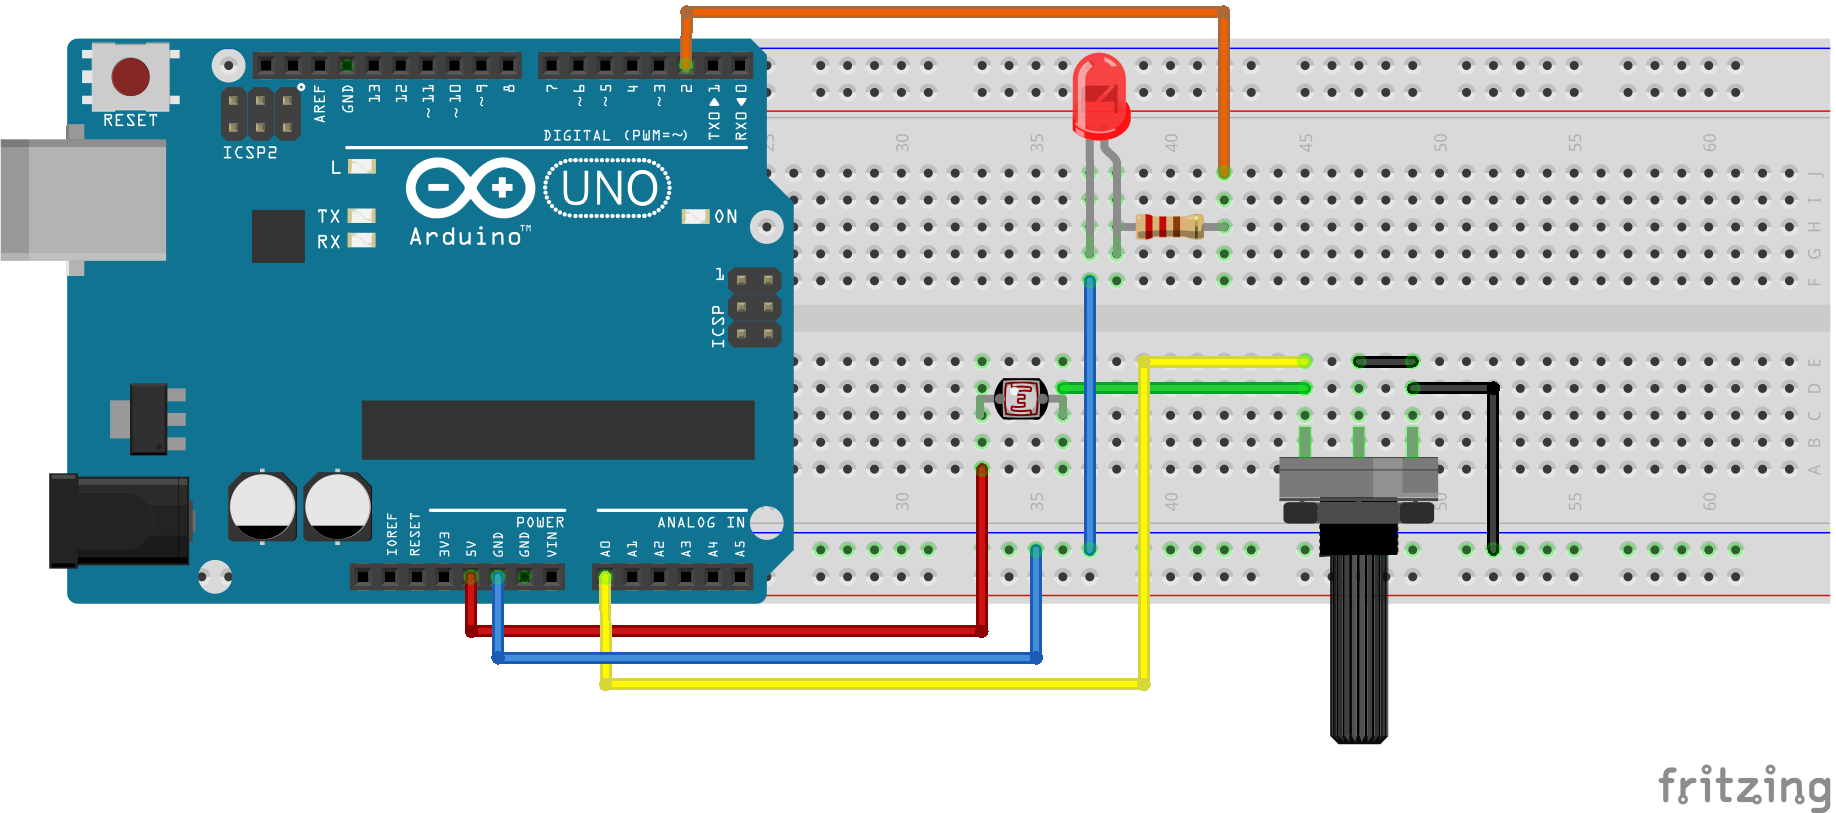 RESET
ICSP2
AREF
GND
13
12
~11
~10
~9
8
7
~6
~5
4
~3
2
TX0 ▶ 1
RX0 ◀ 0
DIGITAL (PWM=~)
L
TX
RX
UNO
ON
Arduino™
1
ICSP
IOREF
RESET
3V3
5V
GND
GND
VIN
POWER
A0
A1
A2
A3
A4
A5
ANALOG IN
25 30 35 40 45 50 55 60
J
I
H
G
F
E
D
C
B
A
30 35 40 50 55 60
fritzing